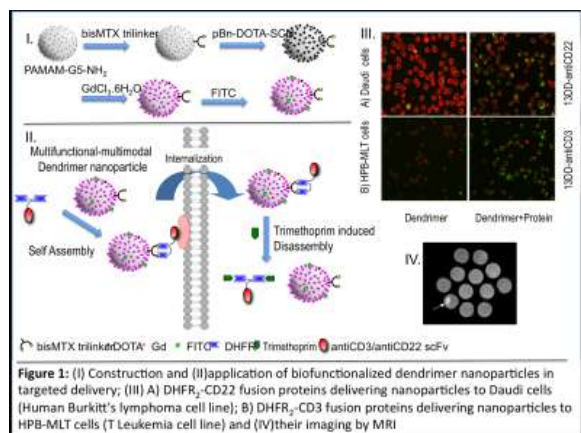 I.
bisMTX trilinker
pBn-DOTA-SCN
PAMAM-G5-NH2
GdCl3.6H2O
FITC
II.
Multifunctional-multimodal
Dendrimer nanoparticle
Internalization
Self Assembly
Trimethoprim induced
Disassembly
III.
A) Daudi cells
13DD-antiCD22
B) HPB-MLT cells
13DD-antiCD3
Dendrimer
Dendrimer+Protein
IV.
bisMTX trilinker DOTA Gd FITC DHFR Trimethoprim antiCD3/antiCD22 scFv
Figure 1: (I) Construction and (II)application of biofunctionalized dendrimer nanoparticles in
targeted delivery; (III) A) DHFR2-CD22 fusion proteins delivering nanoparticles to Daudi cells
(Human Burkitt's lymphoma cell line); B) DHFR2-CD3 fusion proteins delivering nanoparticles to
HPB-MLT cells (T Leukemia cell line) and (IV)their imaging by MRI